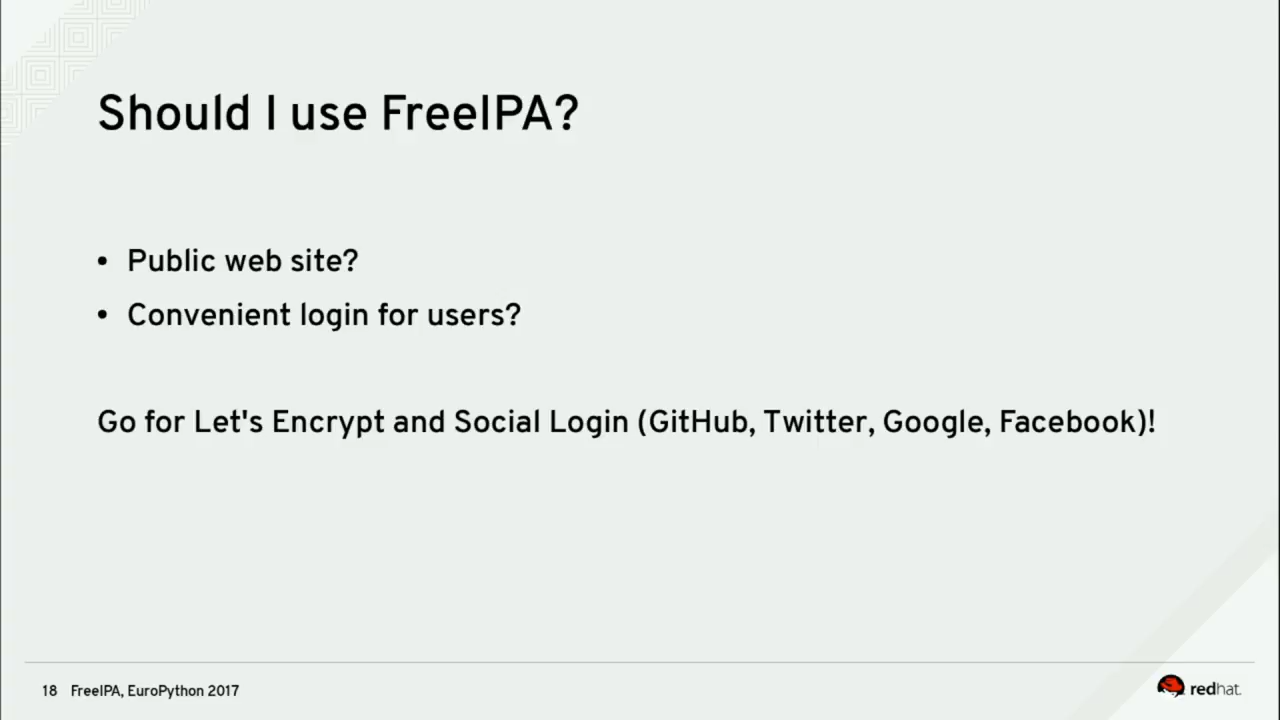 Should I use FreeIPA?
• Public web site?
• Convenient login for users?
Go for Let's Encrypt and Social Login (GitHub, Twitter, Google, Facebook)!
18 FreeIPA, EuroPython 2017
redhat.